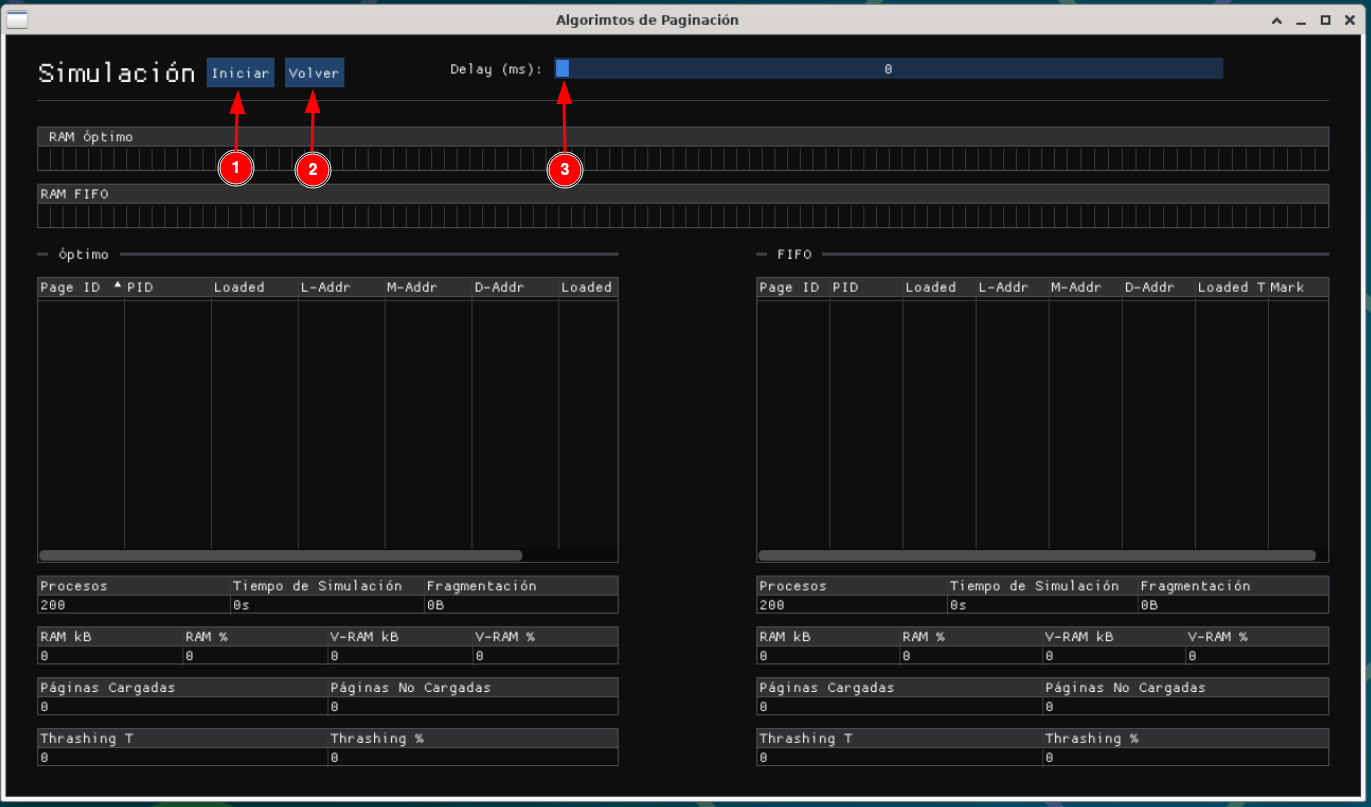 Algorimtos de Paginación
Simulación Iniciar Volver Delay (ms): 0
1 2 3
RAM óptimo
RAM FIFO
óptimo FIFO
Page ID PID Loaded L-Addr M-Addr D-Addr Loaded Page ID PID Loaded L-Addr M-Addr D-Addr Loaded T Mark
Procesos Tiempo de Simulación Fragmentación Procesos Tiempo de Simulación Fragmentación
200 0s 0B 200 0s 0B
RAM kB RAM % V-RAM kB V-RAM % RAM kB RAM % V-RAM kB V-RAM %
0 0 0 0 0 0 0 0
Páginas Cargadas Páginas No Cargadas Páginas Cargadas Páginas No Cargadas
0 0 0 0
Thrashing T Thrashing % Thrashing T Thrashing %
0 0 0 0